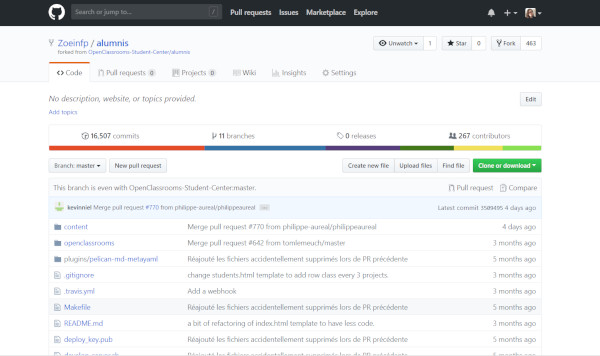 Search or jump to... / Pull requests Issues Marketplace Explore
Zoeinfp / alumnis
forked from OpenClassrooms-Student-Center/alumnis
Unwatch 1 Star 0 Fork 463
Code Pull requests 0 Projects 0 Wiki Insights Settings
No description, website, or topics provided. Edit
Add topics
16,507 commits 11 branches 0 releases 267 contributors
Branch: master New pull request Create new file Upload files Find file Clone or download
This branch is even with OpenClassrooms-Student-Center:master. Pull request Compare
kevinniel Merge pull request #770 from philippe-aureal/philippeaureal ... Latest commit 3509495 4 days ago
content Merge pull request #770 from philippe-aureal/philippeaureal 4 days ago
openclassrooms Merge pull request #642 from tomlemeuch/master 3 months ago
plugins/pelican-md-metayaml Réajouté les fichiers accidentellement supprimés lors de PR précédente 5 months ago
.gitignore change students.html template to add row class every 3 projects. 3 months ago
.travis.yml Add a webhook 3 months ago
Makefile Réajouté les fichiers accidentellement supprimés lors de PR précédente 5 months ago
README.md a bit of refactoring of index.html template to have less code. 3 months ago
deploy_key.pub Réajouté les fichiers accidentellement supprimés lors de PR précédente 5 months ago